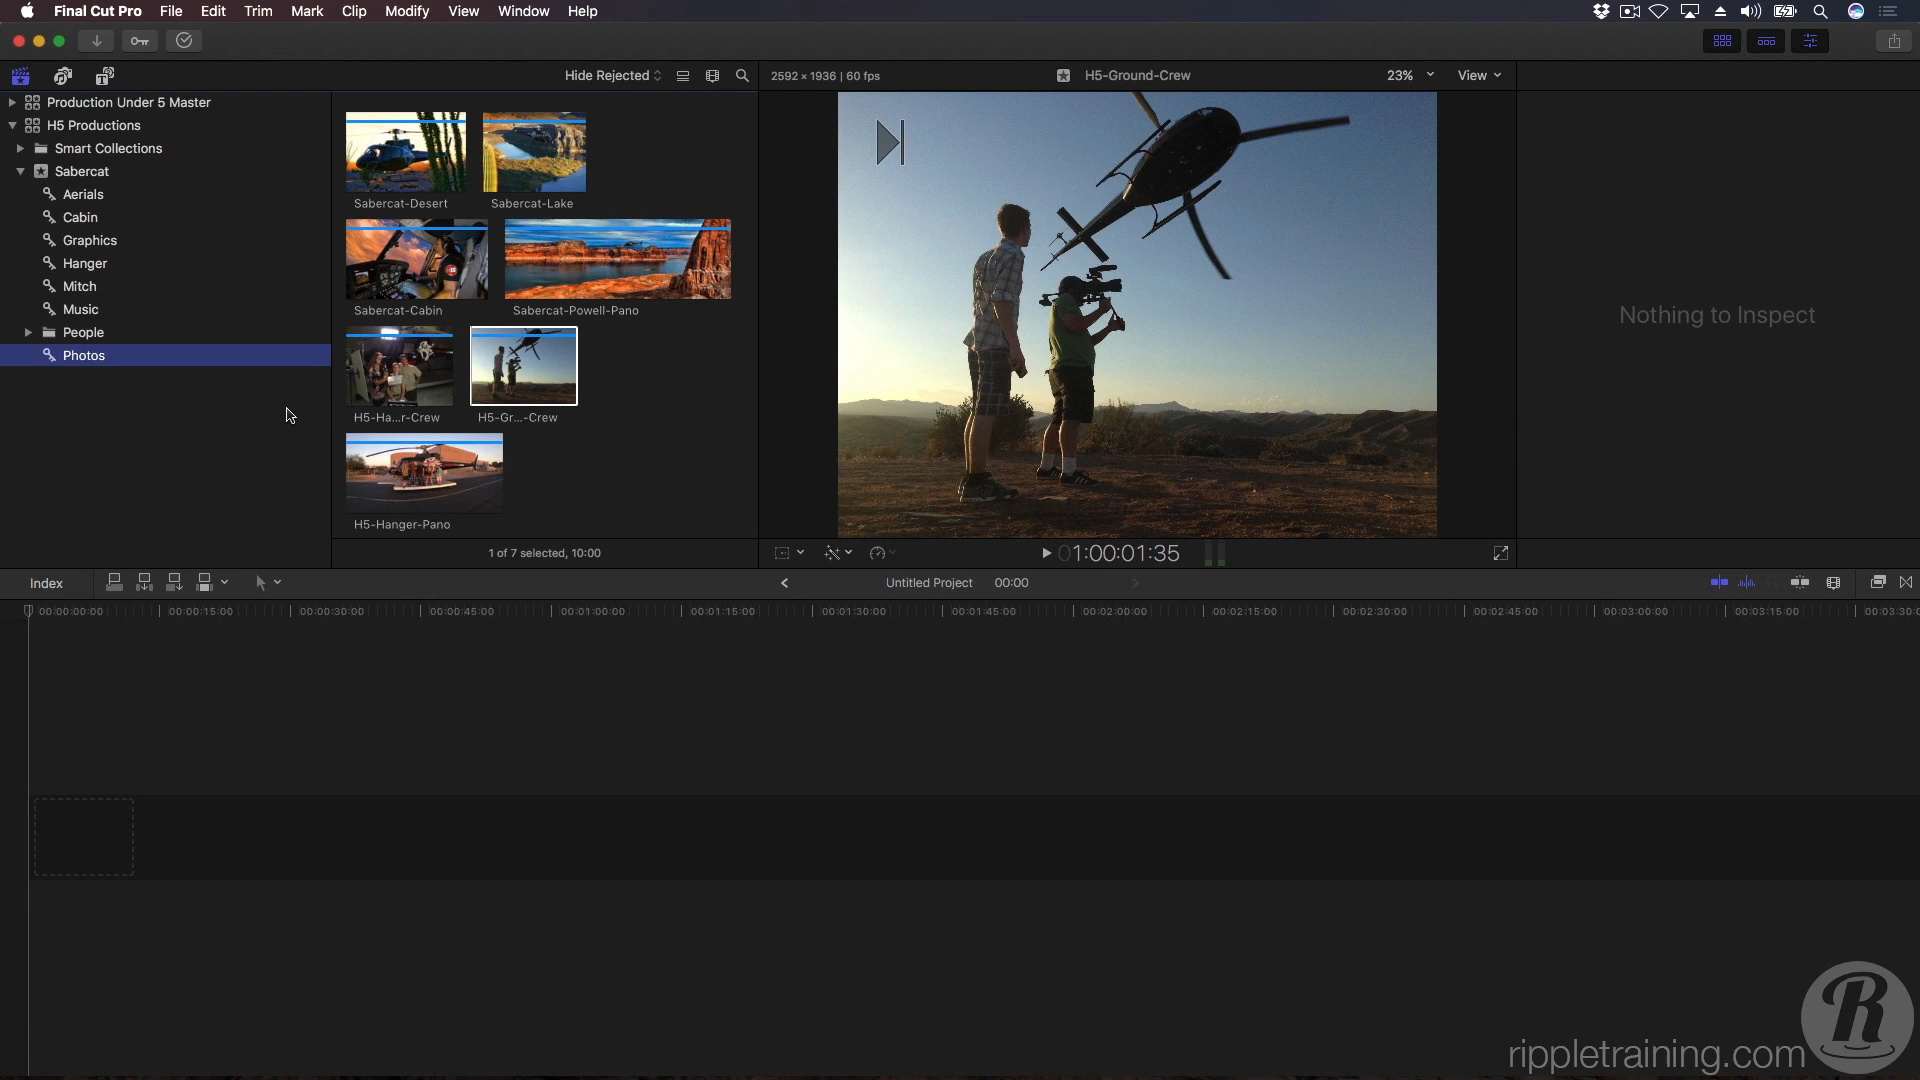 Final Cut Pro File Edit Trim Mark Clip Modify View Window Help
Hide Rejected
2592 × 1936 | 60 fps
H5-Ground-Crew
23%
View
Production Under 5 Master
H5 Productions
Smart Collections
Sabercat
Aerials
Cabin
Graphics
Hanger
Mitch
Music
People
Photos
Sabercat-Desert
Sabercat-Lake
Sabercat-Cabin
Sabercat-Powell-Pano
H5-Ha...r-Crew
H5-Gr...-Crew
H5-Hanger-Pano
1 of 7 selected, 10:00
Nothing to Inspect
01:00:01:35
Index
Untitled Project
00:00
00:00:00:00 00:00:15:00 00:00:30:00 00:00:45:00 00:01:00:00 00:01:15:00 00:01:30:00 00:01:45:00 00:02:00:00 00:02:15:00 00:02:30:00 00:02:45:00 00:03:00:00 00:03:15:00
R
rippletraining.com